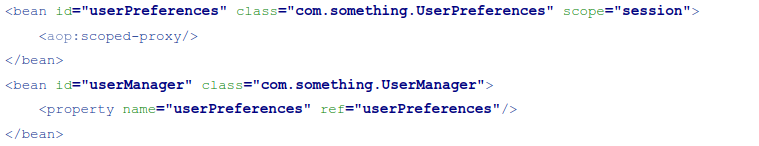 <bean id="userPreferences" class="com.something.UserPreferences" scope="session">
    <aop:scoped-proxy/>
</bean>
<bean id="userManager" class="com.something.UserManager">
    <property name="userPreferences" ref="userPreferences"/>
</bean>